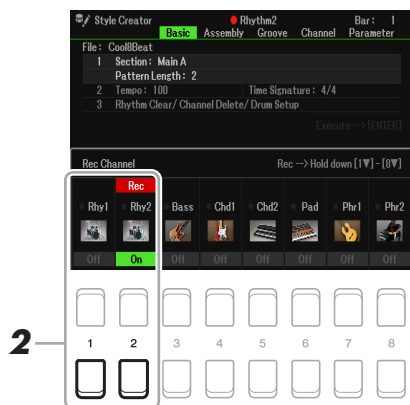 Style Creator Rhythm2 Bar: 1
Basic Assembly Groove Channel Parameter
File: Cool8Beat
1 Section: Main A
Pattern Length: 2
2 Tempo: 100 Time Signature: 4/4
3 Rhythm Clear/ Channel Delete/ Drum Setup
Execute --> [ENTER]
Rec Channel Rec --> Hold down [1▼] - [8▼]
Rec
Rhy1 Rhy2 Bass Chd1 Chd2 Pad Phr1 Phr2
Off On Off Off Off Off Off Off
1 2 3 4 5 6 7 8
2